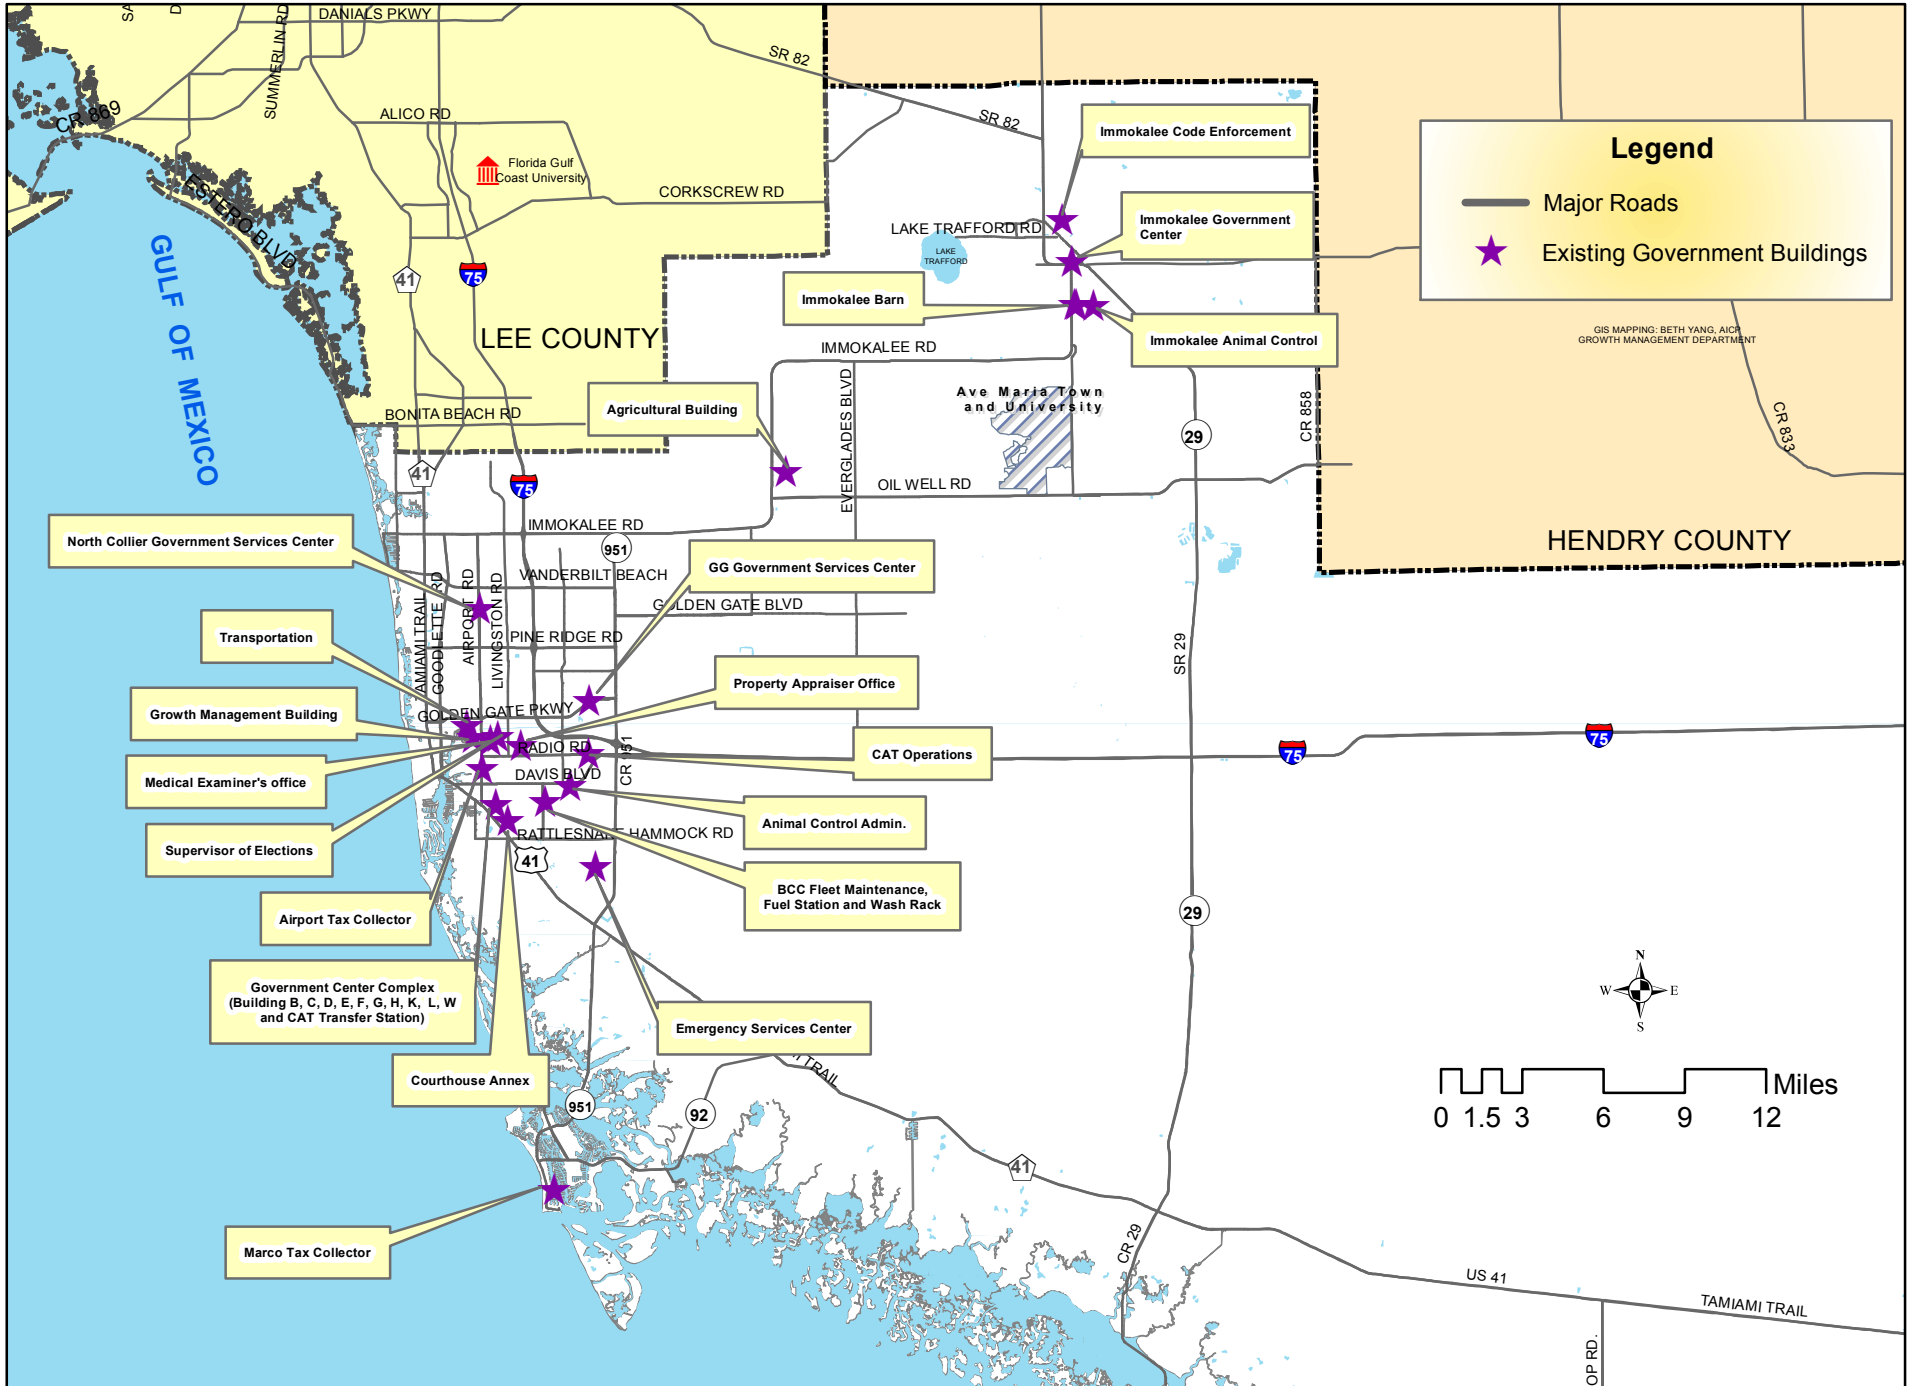 DANIALS PKWY
SUMMERLIN RD
SR 82
CR 869
ALICO RD
SR 82
Florida Gulf
Coast University
CORKSCREW RD
ESTERO BLVD
GULF OF MEXICO
41
75
LEE COUNTY
BONITA BEACH RD
41
75
Immokalee Code Enforcement
Immokalee Government
Center
LAKE TRAFFORD RD
LAKE
TRAFFORD
Immokalee Barn
Immokalee Animal Control
IMMOKALEE RD
Agricultural Building
EVERGLADES BLVD
Ave Maria Town
and University
29
CR 858
CR 833
OIL WELL RD
Legend
Major Roads
Existing Government Buildings
GIS MAPPING: BETH YANG, AICP
GROWTH MANAGEMENT DEPARTMENT
HENDRY COUNTY
IMMOKALEE RD
951
North Collier Government Services Center
GG Government Services Center
VANDERBILT BEACH
GOLDEN GATE BLVD
AIRPORT RD
LIVINGSTON RD
GOODLETTE RD
AMIAMI TRAIL
PINE RIDGE RD
SR 29
Transportation
Property Appraiser Office
Growth Management Building
GOLDEN GATE PKWY
RADIO RD
CR 951
CAT Operations
75
75
Medical Examiner's office
DAVIS BLVD
Animal Control Admin.
Supervisor of Elections
RATTLESNAKE HAMMOCK RD
41
BCC Fleet Maintenance,
Fuel Station and Wash Rack
29
Airport Tax Collector
Government Center Complex
(Building B, C, D, E, F, G, H, K, L, W
and CAT Transfer Station)
Emergency Services Center
Courthouse Annex
TRAIL
951
92
N
W E
S
Miles
0 1.5 3 6 9 12
41
Marco Tax Collector
CR 29
US 41
TAMIAMI TRAIL
OP RD.